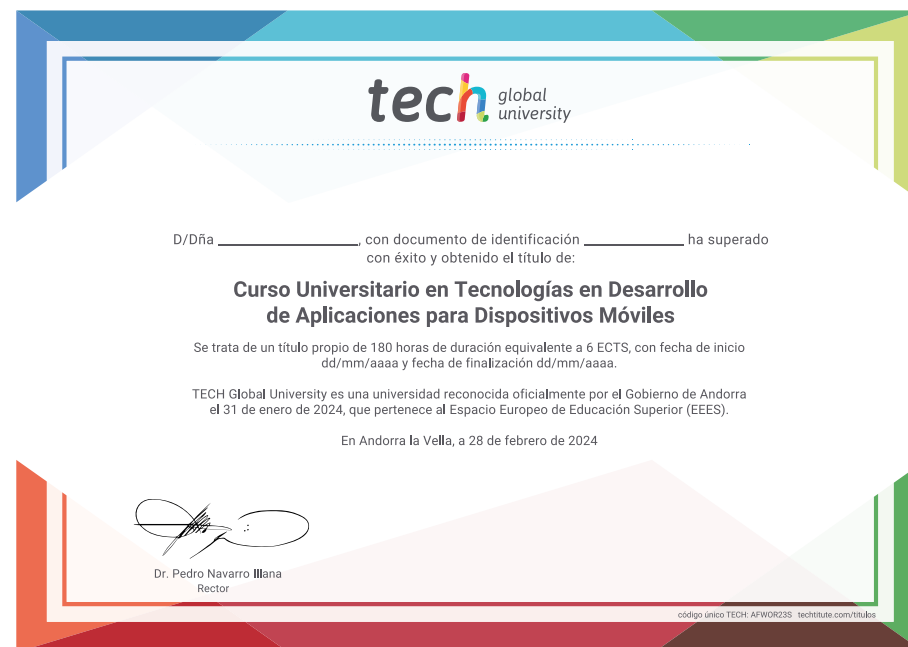 tech global
university
D/Dña ____________________, con documento de identificación ______________ ha superado
con éxito y obtenido el título de:
Curso Universitario en Tecnologías en Desarrollo
de Aplicaciones para Dispositivos Móviles
Se trata de un título propio de 180 horas de duración equivalente a 6 ECTS, con fecha de inicio
dd/mm/aaaa y fecha de finalización dd/mm/aaaa.
TECH Global University es una universidad reconocida oficialmente por el Gobierno de Andorra
el 31 de enero de 2024, que pertenece al Espacio Europeo de Educación Superior (EEES).
En Andorra la Vella, a 28 de febrero de 2024
Dr. Pedro Navarro Illana
Rector
código único TECH: AFWOR23S techtitute.com/titulos